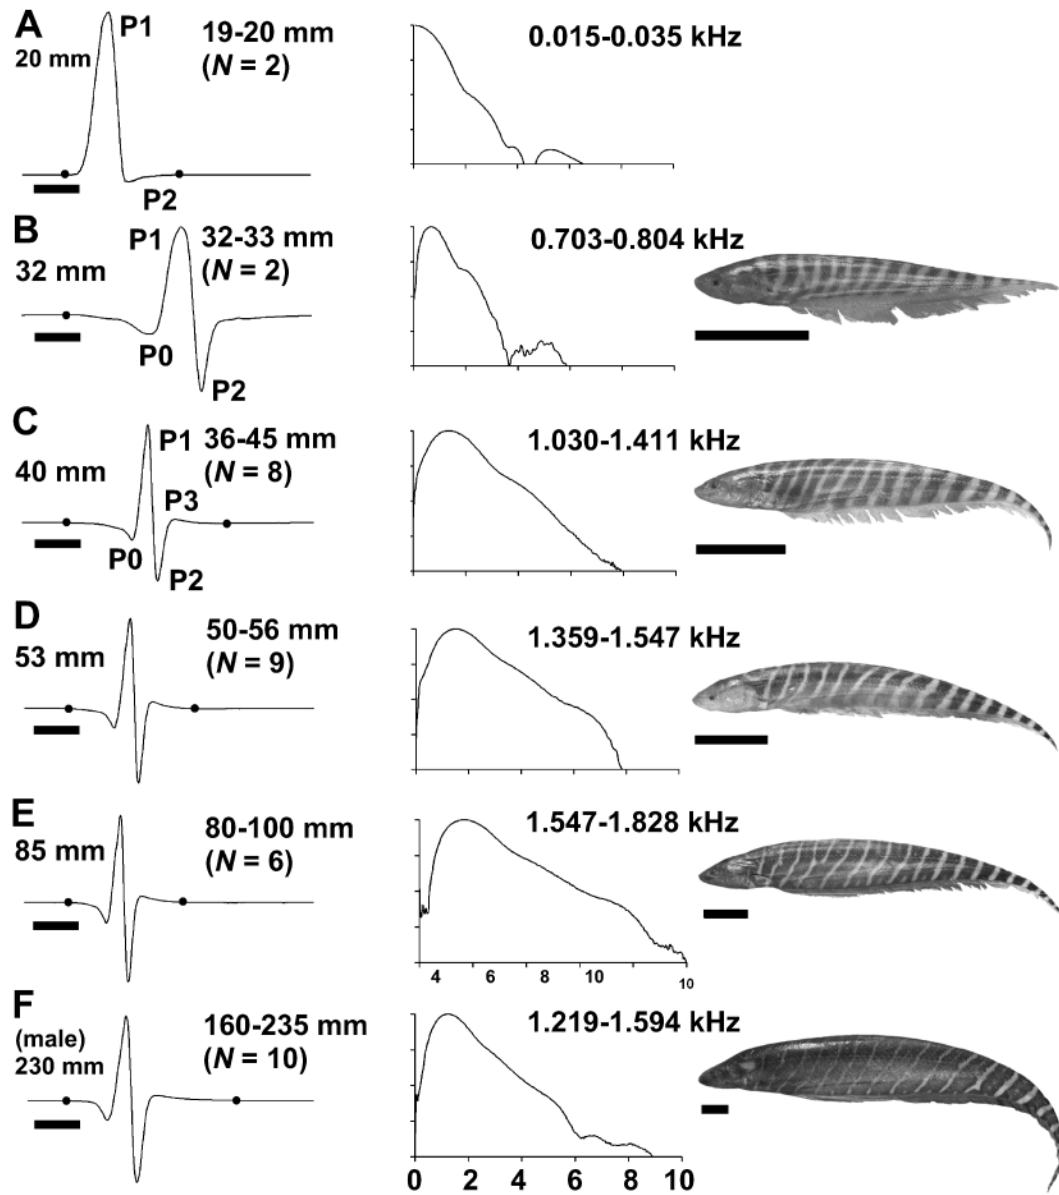 A
20 mm
P1
19-20 mm
(N = 2)
P2
0.015-0.035 kHz
B
32 mm
P1
32-33 mm
(N = 2)
P0
P2
0.703-0.804 kHz
C
40 mm
P1
36-45 mm
(N = 8)
P3
P0
P2
1.030-1.411 kHz
D
53 mm
50-56 mm
(N = 9)
1.359-1.547 kHz
E
85 mm
80-100 mm
(N = 6)
1.547-1.828 kHz
4 6 8 10 10
F
(male)
230 mm
160-235 mm
(N = 10)
1.219-1.594 kHz
0 2 4 6 8 10